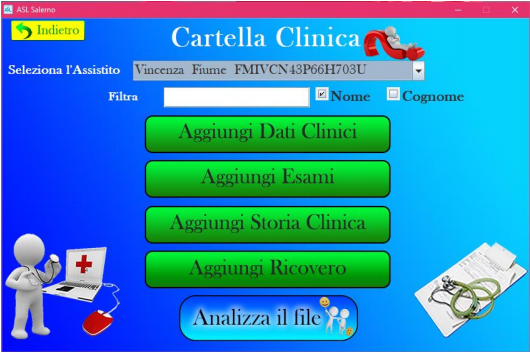 ASL Salerno
Indietro
Cartella Clinica
Seleziona l'Assistito
Vincenza Fiume FMIVCN43P66H703U
Filtra
Nome
Cognome
Aggiungi Dati Clinici
Aggiungi Esami
Aggiungi Storia Clinica
Aggiungi Ricovero
Analizza il file